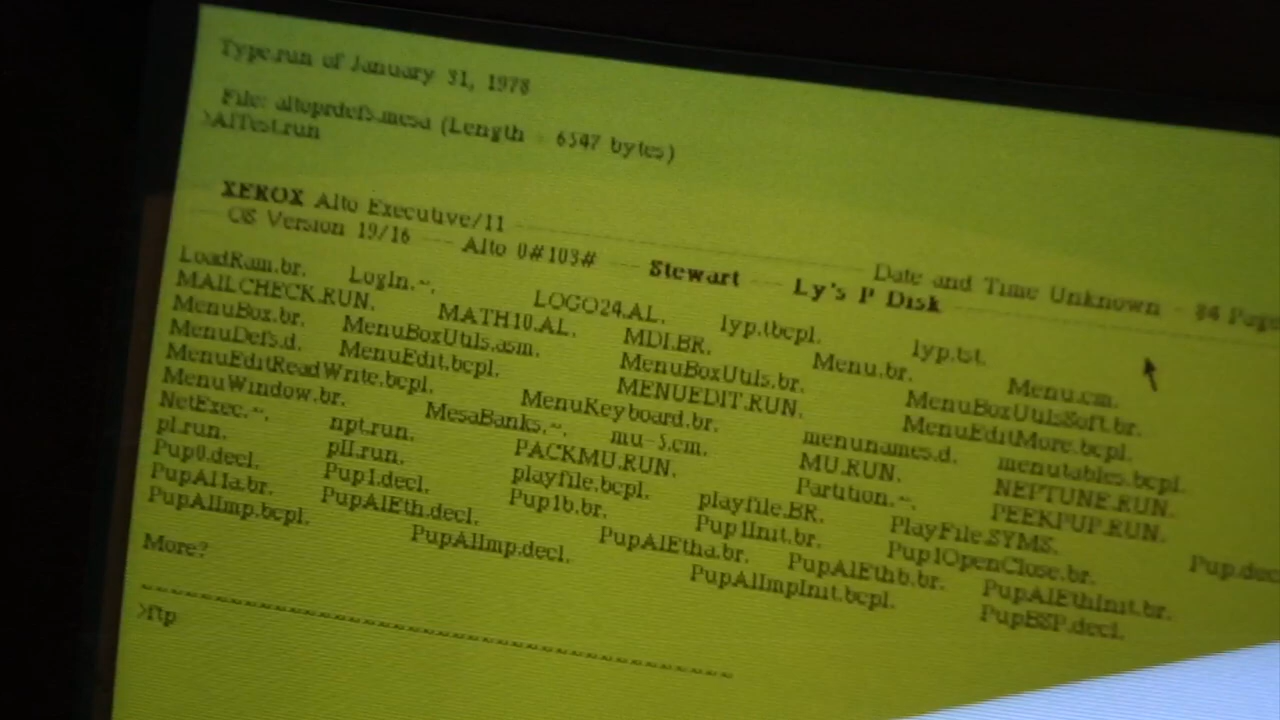 Type.run of January 31, 1978
File: altoprdefs.mesa (Length = 6547 bytes)
>AlTest.run
XEROX Alto Executive/11 Date and Time Unknown - 84 Page
OS Version 19/16 --- Alto 0#103# --- Stewart --- Ly's P Disk
LoadRam.br. LogIn.~, LOGO24.AL. lyp.tbcpl. lyp.tst.
MAILCHECK.RUN. MATH10.AL. MDI.BR. Menu.br. Menu.cm.
MenuBox.br. MenuBoxUtils.asm. MenuBoxUtils.br. MenuBoxUtilsSoft.br.
MenuDefs.d. MenuEdit.bcpl. MENUEDIT.RUN. MenuEditMore.bcpl.
MenuEditReadWrite.bcpl. MenuKeyboard.br. menunames.d. menutables.bcpl.
MenuWindow.br. MesaBanks.~, mu-5.cm. MU.RUN. NEPTUNE.RUN.
NetExec.~, npt.run. PACKMU.RUN. Partition.~, PEEKPUP.RUN.
pl.run. pll.run. playfile.bcpl. playfile.BR. PlayFile.SYMS. Pup.dec
Pup0.decl. Pup1.decl. Pup1b.br. Pup1Init.br. Pup1OpenClose.br.
PupAl1a.br. PupAlEth.decl. PupAlEtha.br. PupAlEthb.br. PupAlEthInit.br.
PupAlImp.bcpl. PupAlImp.decl. PupAlImpInit.bcpl. PupBSP.decl.
More?
>ftp